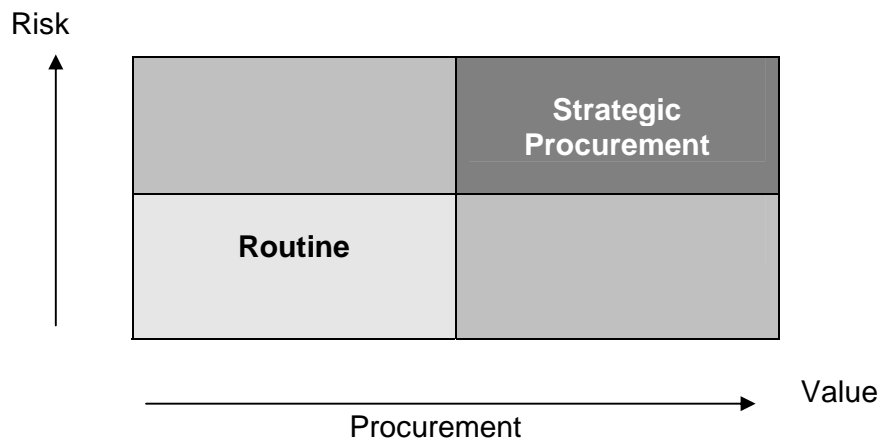 Risk
Strategic
Procurement
Routine
Value
Procurement